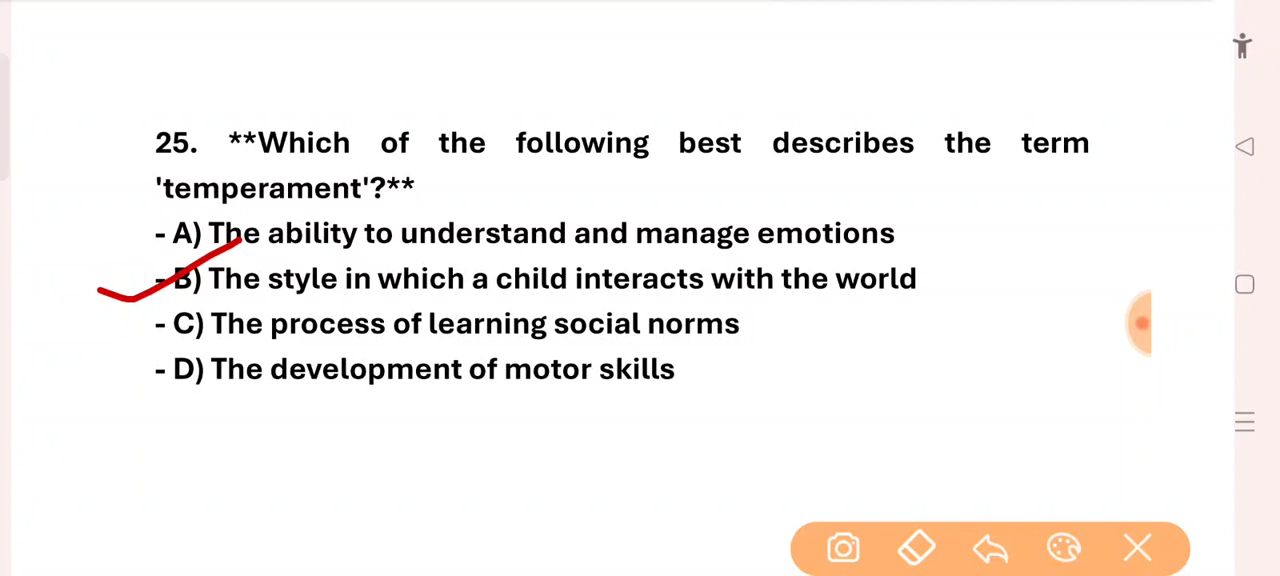 25. **Which of the following best describes the term
'temperament'?**
- A) The ability to understand and manage emotions
- B) The style in which a child interacts with the world
- C) The process of learning social norms
- D) The development of motor skills